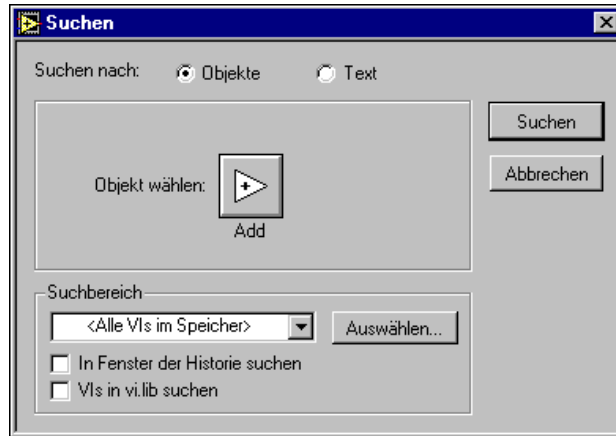 Suchen
Suchen nach: Objekte Text
Suchen
Objekt wählen:
Abbrechen
Add
Suchbereich
<Alle VIs im Speicher> Auswählen...
In Fenster der Historie suchen
VIs in vi.lib suchen